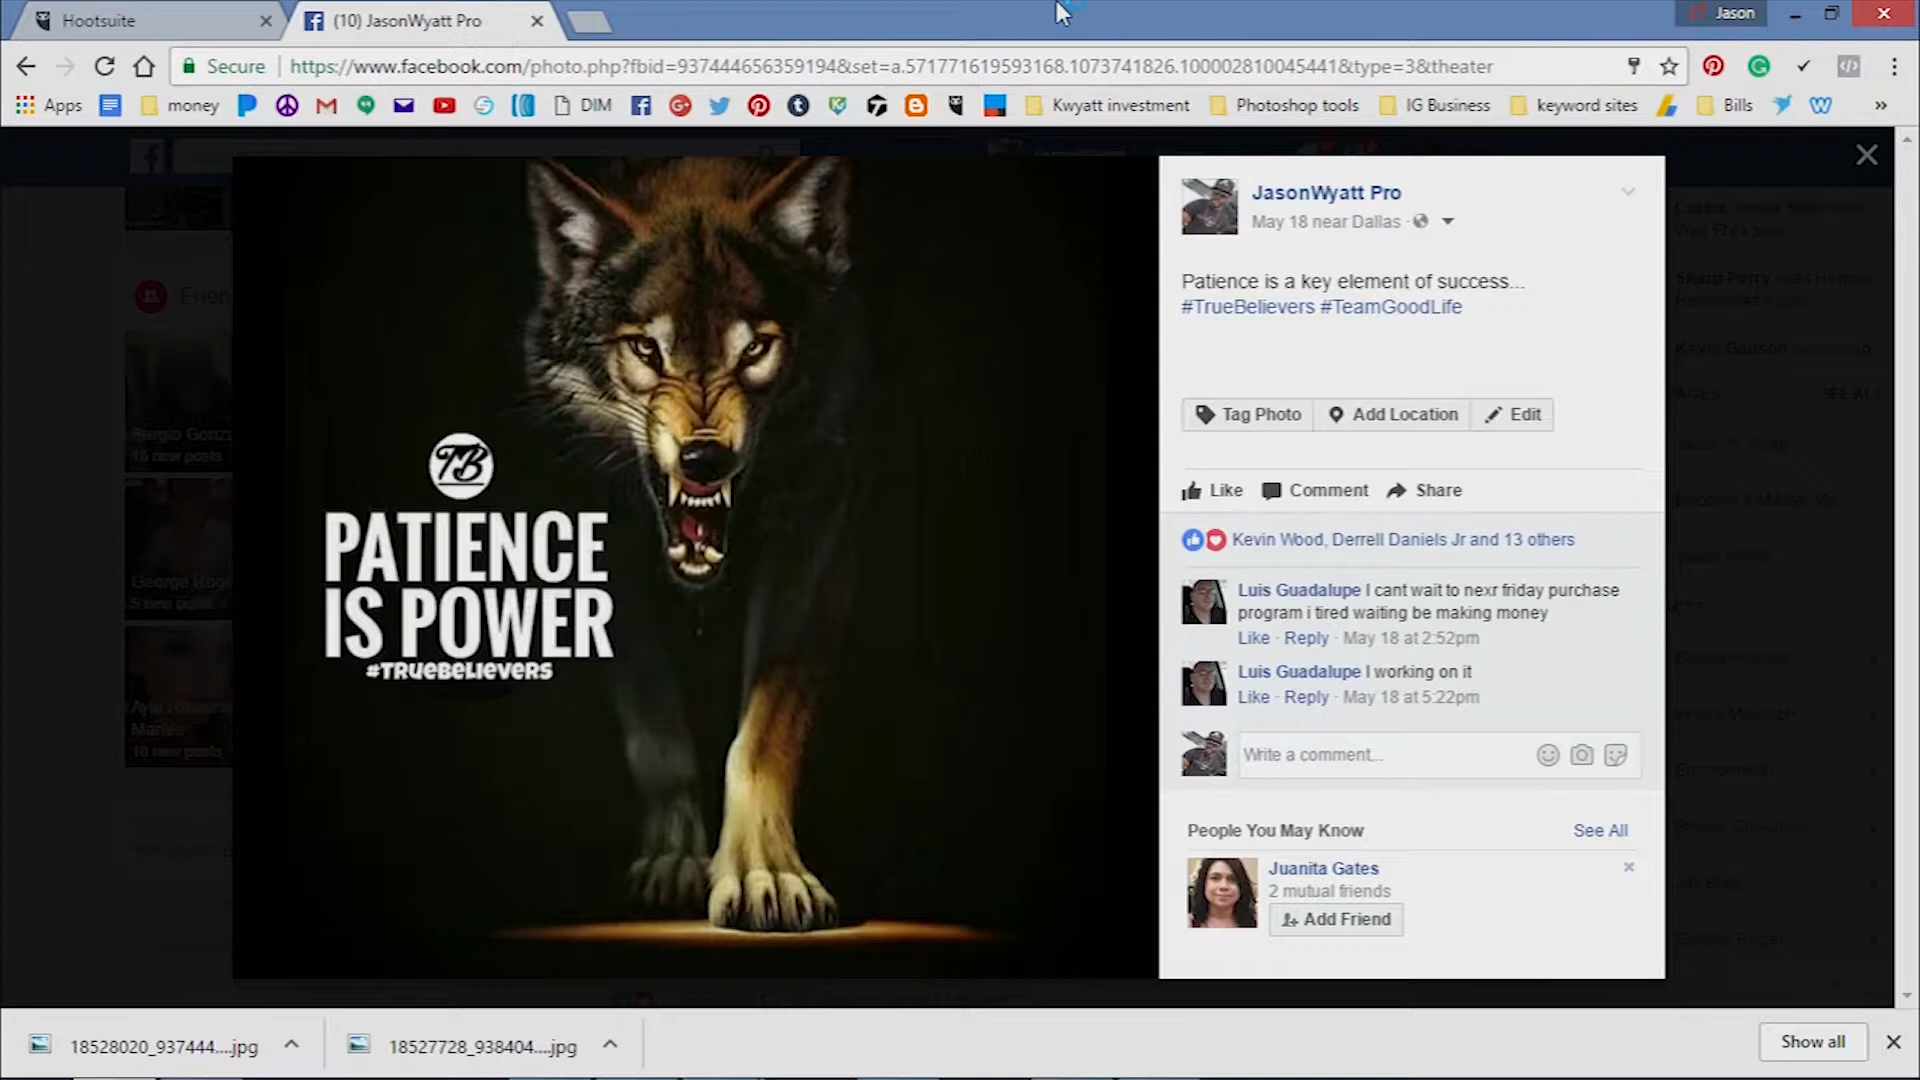 Hootsuite
(10) JasonWyatt Pro
Jason
Secure
https://www.facebook.com/photo.php?fbid=937444656359194&set=a.571771619593168.1073741826.100002810045441&type=3&theater
Apps
money
DIM
Kwyatt investment
Photoshop tools
IG Business
keyword sites
Bills
»
TB
PATIENCE
IS POWER
#TRUEBELIEVERS
JasonWyatt Pro
May 18 near Dallas ·
Patience is a key element of success...
#TrueBelievers #TeamGoodLife
Tag Photo
Add Location
Edit
Like
Comment
Share
Kevin Wood, Derrell Daniels Jr and 13 others
Luis Guadalupe I cant wait to nexr friday purchase
program i tired waiting be making money
Like · Reply · May 18 at 2:52pm
Luis Guadalupe I working on it
Like · Reply · May 18 at 5:22pm
Write a comment...
People You May Know
See All
Juanita Gates
2 mutual friends
Add Friend
18528020_937444....jpg
18527728_938404....jpg
Show all